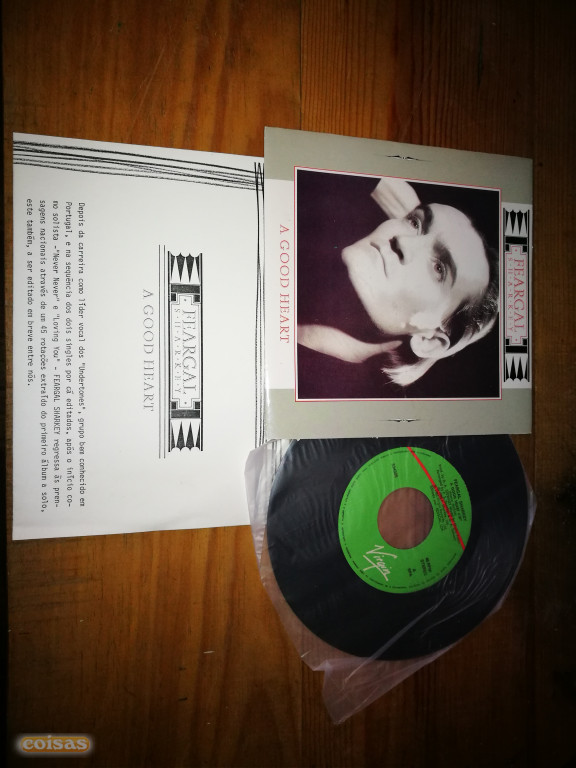 FEARGAL
SHARKEY
A GOOD HEART
FEARGAL
SHARKEY
A GOOD HEART
Depois da carreira como líder vocal dos "Undertones", grupo bem conhecido em
Portugal, e na sequência dos dois singles por cá editados, após o início co-
mo solista -"Never Never" e "Loving You" - FEARGAL SHARKEY regressa às pren-
sagens nacionais através de um 45 rotações extraído do primeiro álbum a solo,
este também, a ser editado em breve entre nós.
Virgin
coisas